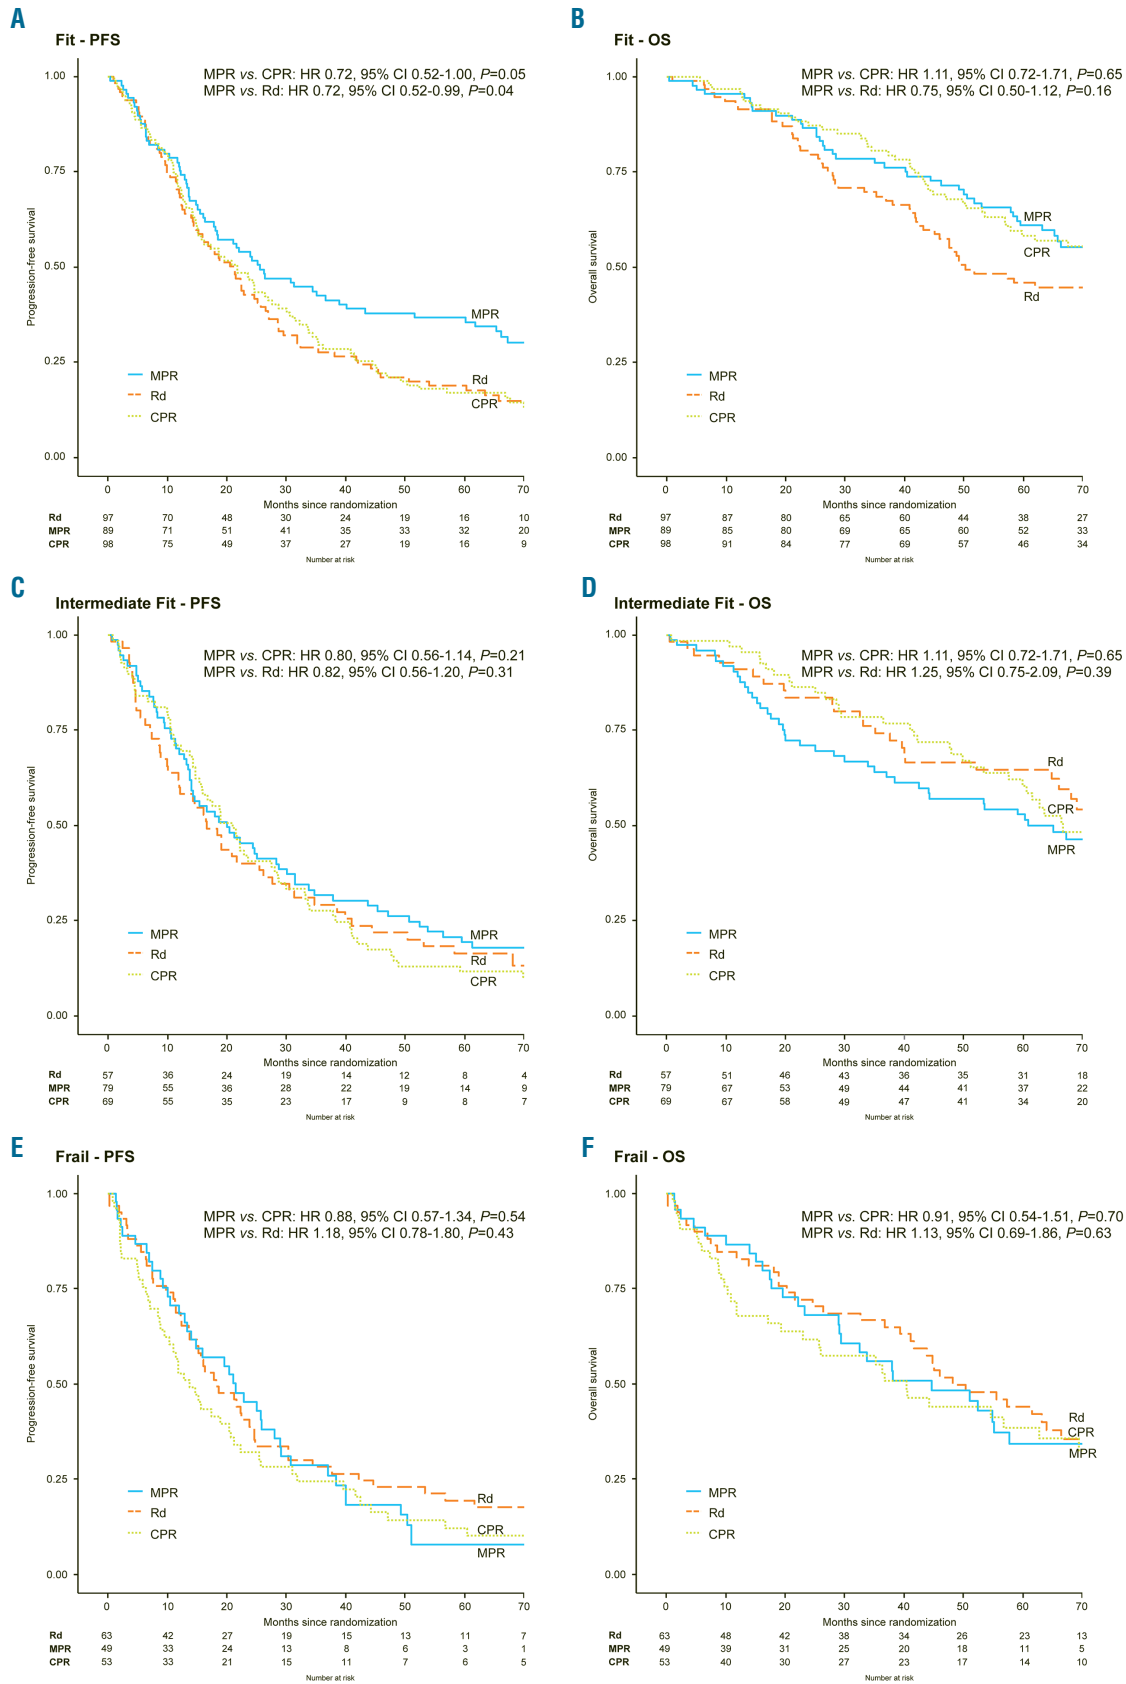 A
Fit - PFS
MPR vs. CPR: HR 0.72, 95% CI 0.52-1.00, P=0.05
MPR vs. Rd: HR 0.72, 95% CI 0.52-0.99, P=0.04
1.00
0.75
0.50
0.25
0.00
Progression-free survival
MPR
Rd
CPR
MPR
Rd
CPR
0 10 20 30 40 50 60 70
Months since randomization
Rd 97 70 48 30 24 19 16 10
MPR 89 71 51 41 35 33 32 20
CPR 98 75 49 37 27 19 16 9
Number at risk
B
Fit - OS
MPR vs. CPR: HR 1.11, 95% CI 0.72-1.71, P=0.65
MPR vs. Rd: HR 0.75, 95% CI 0.50-1.12, P=0.16
1.00
0.75
0.50
0.25
0.00
Overall survival
MPR
CPR
Rd
MPR
Rd
CPR
0 10 20 30 40 50 60 70
Months since randomization
Rd 97 87 80 65 60 44 38 27
MPR 89 85 80 69 65 60 52 33
CPR 98 91 84 77 69 57 46 34
Number at risk
C
Intermediate Fit - PFS
MPR vs. CPR: HR 0.80, 95% CI 0.56-1.14, P=0.21
MPR vs. Rd: HR 0.82, 95% CI 0.56-1.20, P=0.31
1.00
0.75
0.50
0.25
0.00
Progression-free survival
MPR
Rd
CPR
MPR
Rd
CPR
0 10 20 30 40 50 60 70
Months since randomization
Rd 57 36 24 19 14 12 8 4
MPR 79 55 36 28 22 19 14 9
CPR 69 55 35 23 17 9 8 7
Number at risk
D
Intermediate Fit - OS
MPR vs. CPR: HR 1.11, 95% CI 0.72-1.71, P=0.65
MPR vs. Rd: HR 1.25, 95% CI 0.75-2.09, P=0.39
1.00
0.75
0.50
0.25
0.00
Overall survival
Rd
CPR
MPR
MPR
Rd
CPR
0 10 20 30 40 50 60 70
Months since randomization
Rd 57 51 46 43 36 35 31 18
MPR 79 67 53 49 44 41 37 22
CPR 69 67 58 49 47 41 34 20
Number at risk
E
Frail - PFS
MPR vs. CPR: HR 0.88, 95% CI 0.57-1.34, P=0.54
MPR vs. Rd: HR 1.18, 95% CI 0.78-1.80, P=0.43
1.00
0.75
0.50
0.25
0.00
Progression-free survival
MPR
Rd
CPR
Rd
CPR
MPR
0 10 20 30 40 50 60 70
Months since randomization
Rd 63 42 27 19 15 13 11 7
MPR 49 33 24 13 8 6 3 1
CPR 53 33 21 15 11 7 6 5
Number at risk
F
Frail - OS
MPR vs. CPR: HR 0.91, 95% CI 0.54-1.51, P=0.70
MPR vs. Rd: HR 1.13, 95% CI 0.69-1.86, P=0.63
1.00
0.75
0.50
0.25
0.00
Overall survival
Rd
CPR
MPR
MPR
Rd
CPR
0 10 20 30 40 50 60 70
Months since randomization
Rd 63 48 42 38 34 26 23 13
MPR 49 39 31 25 20 18 11 5
CPR 53 40 30 27 23 17 14 10
Number at risk